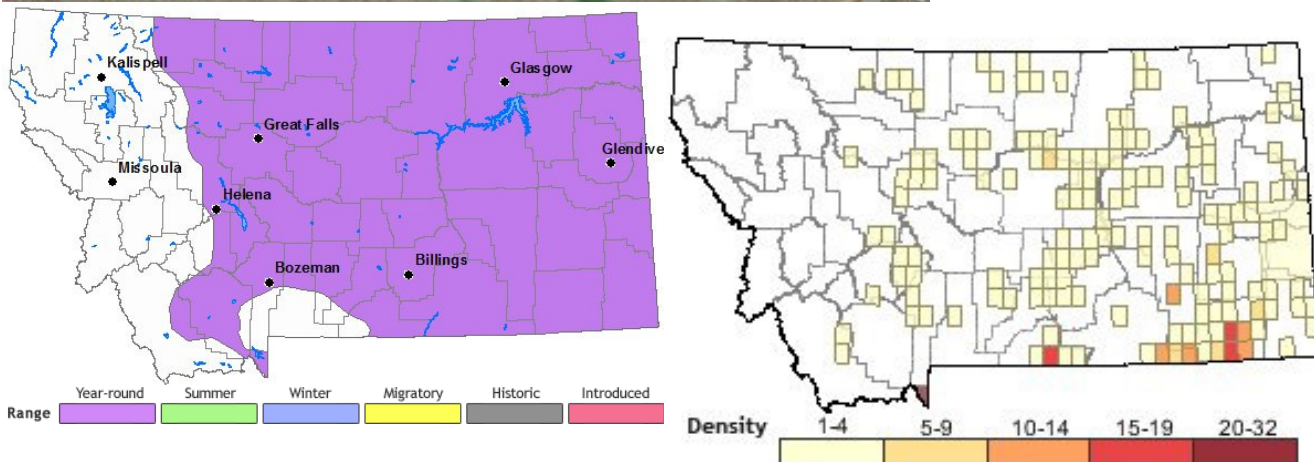 Kalispell
Glasgow
Great Falls
Glendive
Missoula
Helena
Bozeman
Billings
Year-round Summer Winter Migratory Historic Introduced
Range
Density 1-4 5-9 10-14 15-19 20-32